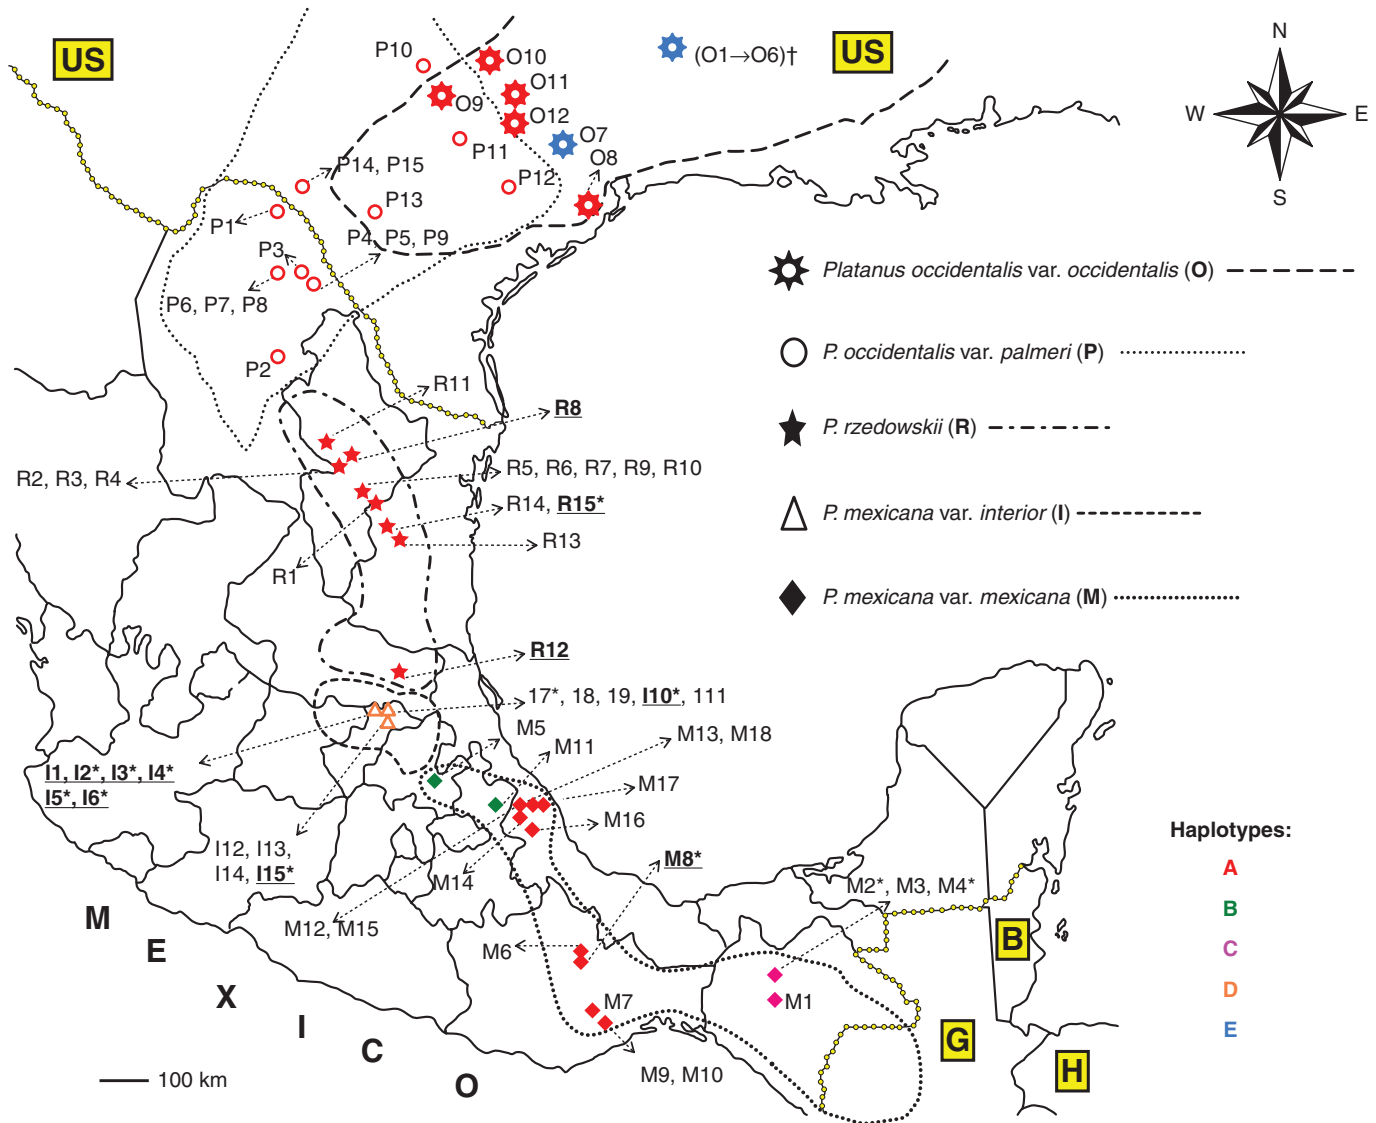 US
P10
O10
(O1→O6)†
US
N
W
E
S
O9
O11
O12
O7
P11
O8
P14, P15
P12
P13
P1
P4, P5, P9
P3
P6, P7, P8
P2
Platanus occidentalis var. occidentalis (O)
P. occidentalis var. palmeri (P)
P. rzedowskii (R)
P. mexicana var. interior (I)
P. mexicana var. mexicana (M)
R11
R8
R2, R3, R4
R5, R6, R7, R9, R10
R14, R15*
R13
R1
R12
17*, 18, 19, I10*, 111
M5
M11
M13, M18
I1, I2*, I3*, I4*
I5*, I6*
M17
M16
I12, I13,
I14, I15*
M14
M8*
M12, M15
M2*, M3, M4*
M6
M7
M1
M9, M10
Haplotypes:
A
B
C
D
E
B
G
H
M
E
X
I
C
O
100 km